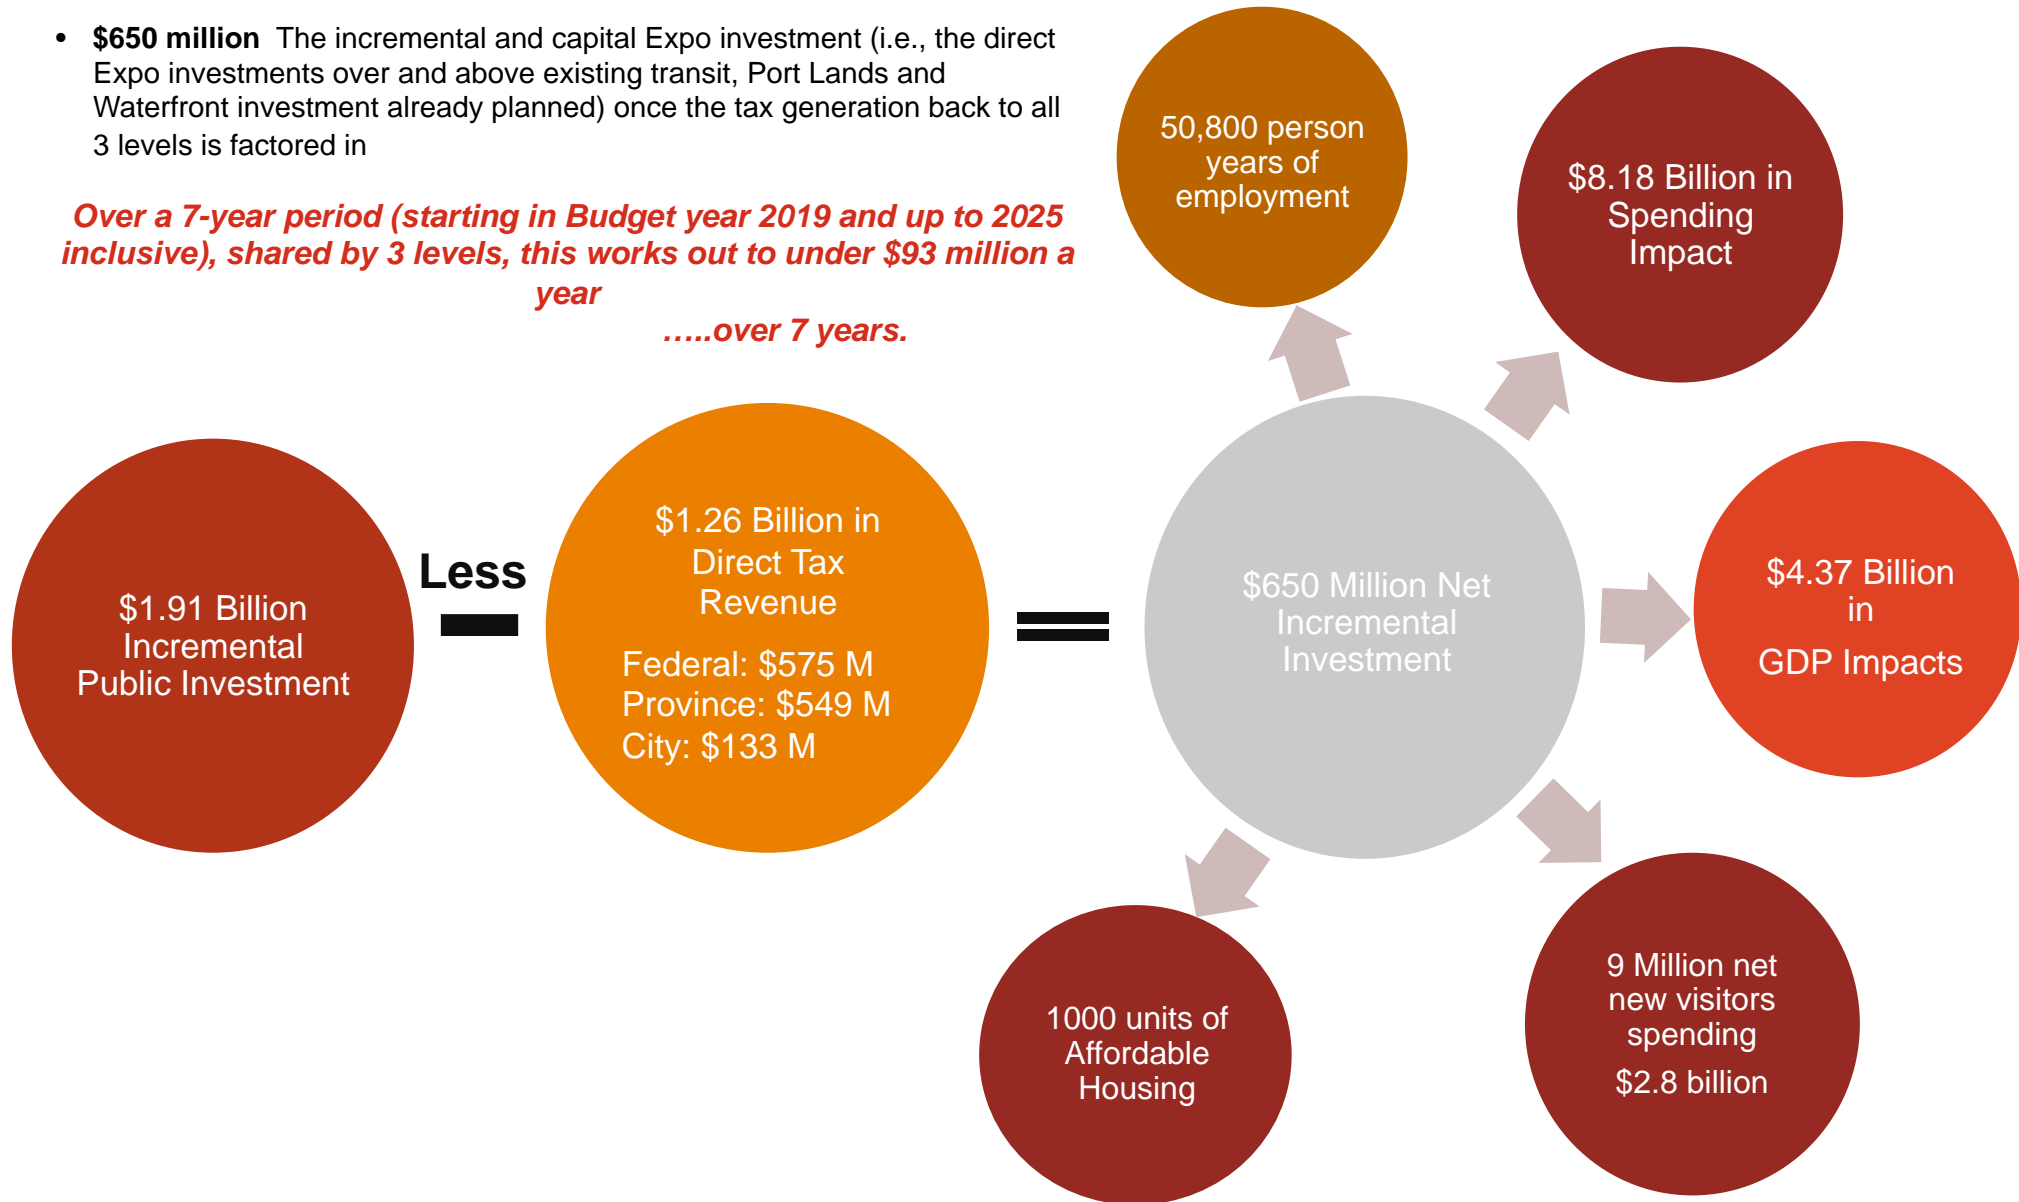 • $650 million The incremental and capital Expo investment (i.e., the direct
Expo investments over and above existing transit, Port Lands and
Waterfront investment already planned) once the tax generation back to all
3 levels is factored in
Over a 7-year period (starting in Budget year 2019 and up to 2025
inclusive), shared by 3 levels, this works out to under $93 million a
year
…..over 7 years.
$1.91 Billion
Incremental
Public Investment
Less
$1.26 Billion in
Direct Tax
Revenue
Federal: $575 M
Province: $549 M
City: $133 M
$650 Million Net
Incremental
Investment
50,800 person
years of
employment
$8.18 Billion in
Spending
Impact
$4.37 Billion
in
GDP Impacts
9 Million net
new visitors
spending
$2.8 billion
1000 units of
Affordable
Housing